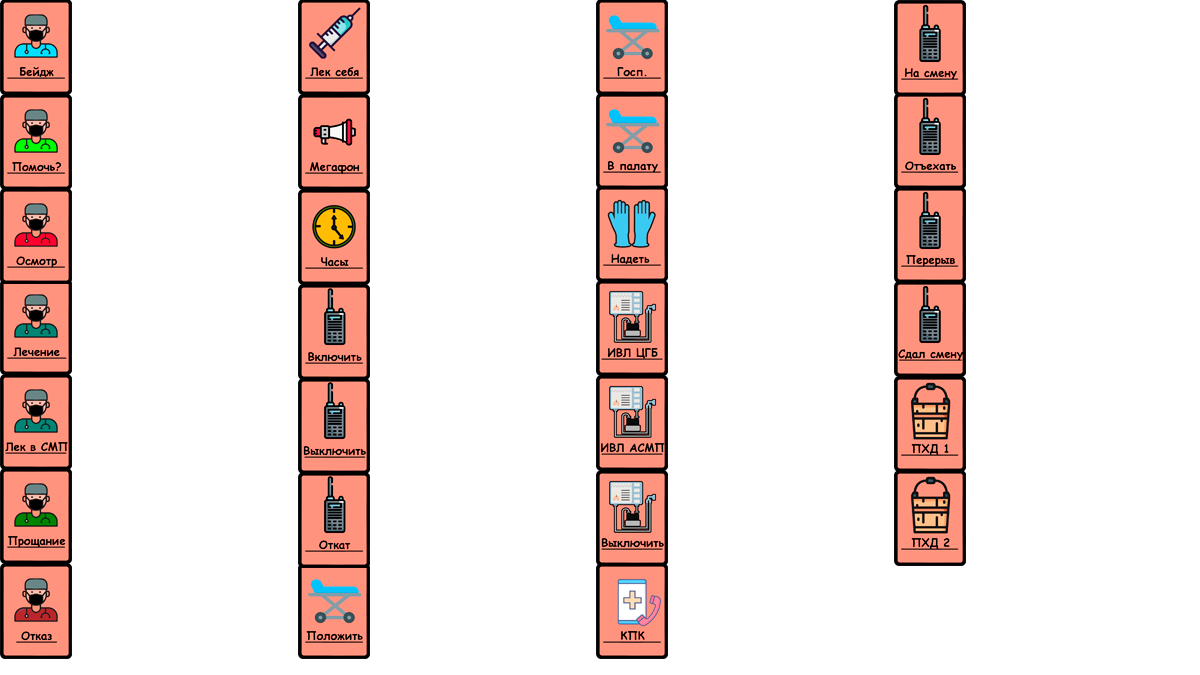 Бейдж
Помочь?
Осмотр
Лечение
Лек в СМП
Прощание
Отказ
Лек себя
Мегафон
Часы
Включить
Выключить
Откат
Положить
Госп.
В палату
Надеть
ИВЛ ЦГБ
ИВЛ АСМП
Выключить
КПК
На смену
Отъехать
Перерыв
Сдал смену
ПХД 1
ПХД 2